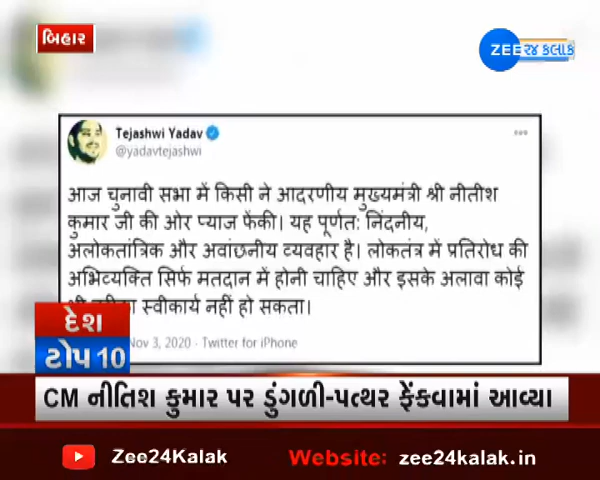 બિહાર
ZEE ૨૪ કલાક
Tejashwi Yadav
@yadavtejashwi
आज चुनावी सभा में किसी ने आदरणीय मुख्यमंत्री श्री नीतीश
कुमार जी की ओर प्याज फेंकी। यह पूर्णत: निंदनीय,
अलोकतांत्रिक और अवांछनीय व्यवहार है। लोकतंत्र में प्रतिरोध की
अभिव्यक्ति सिर्फ मतदान में होनी चाहिए और इसके अलावा कोई
स्वीकार्य नहीं हो सकता।
Nov 3, 2020 · Twitter for iPhone
દેશ
ટોપ 10
CM નીતિશ કુમાર પર ડુંગળી-પત્થર ફેંકવામાં આવ્યા
Zee24Kalak
Website: zee24kalak.in